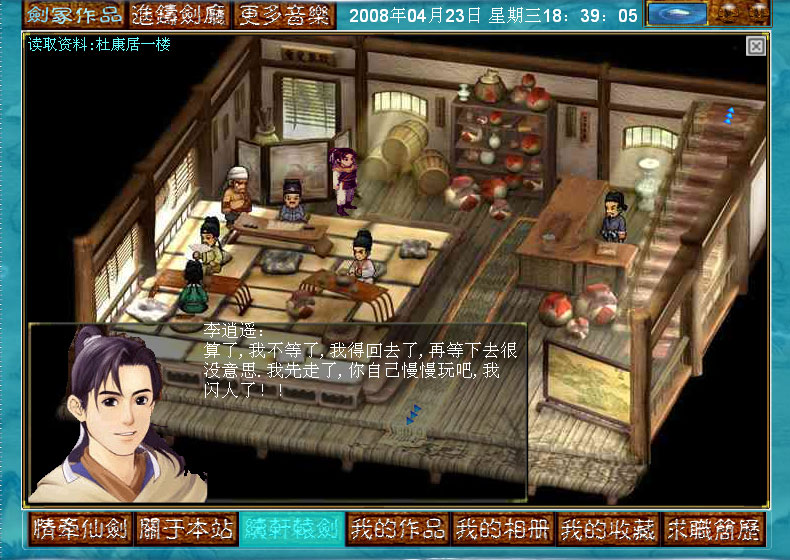 劍冢作品 進鑄劍廳 更多音樂 2008年04月23日 星期三18：39：05
读取资料:杜康居一楼
李逍遥：
算了,我不等了,我得回去了,再等下去很
没意思.我先走了,你自己慢慢玩吧,我
闪人了！！
情牽仙劍 關于本站 續軒轅劍 我的作品 我的相册 我的收藏 求職簡歷